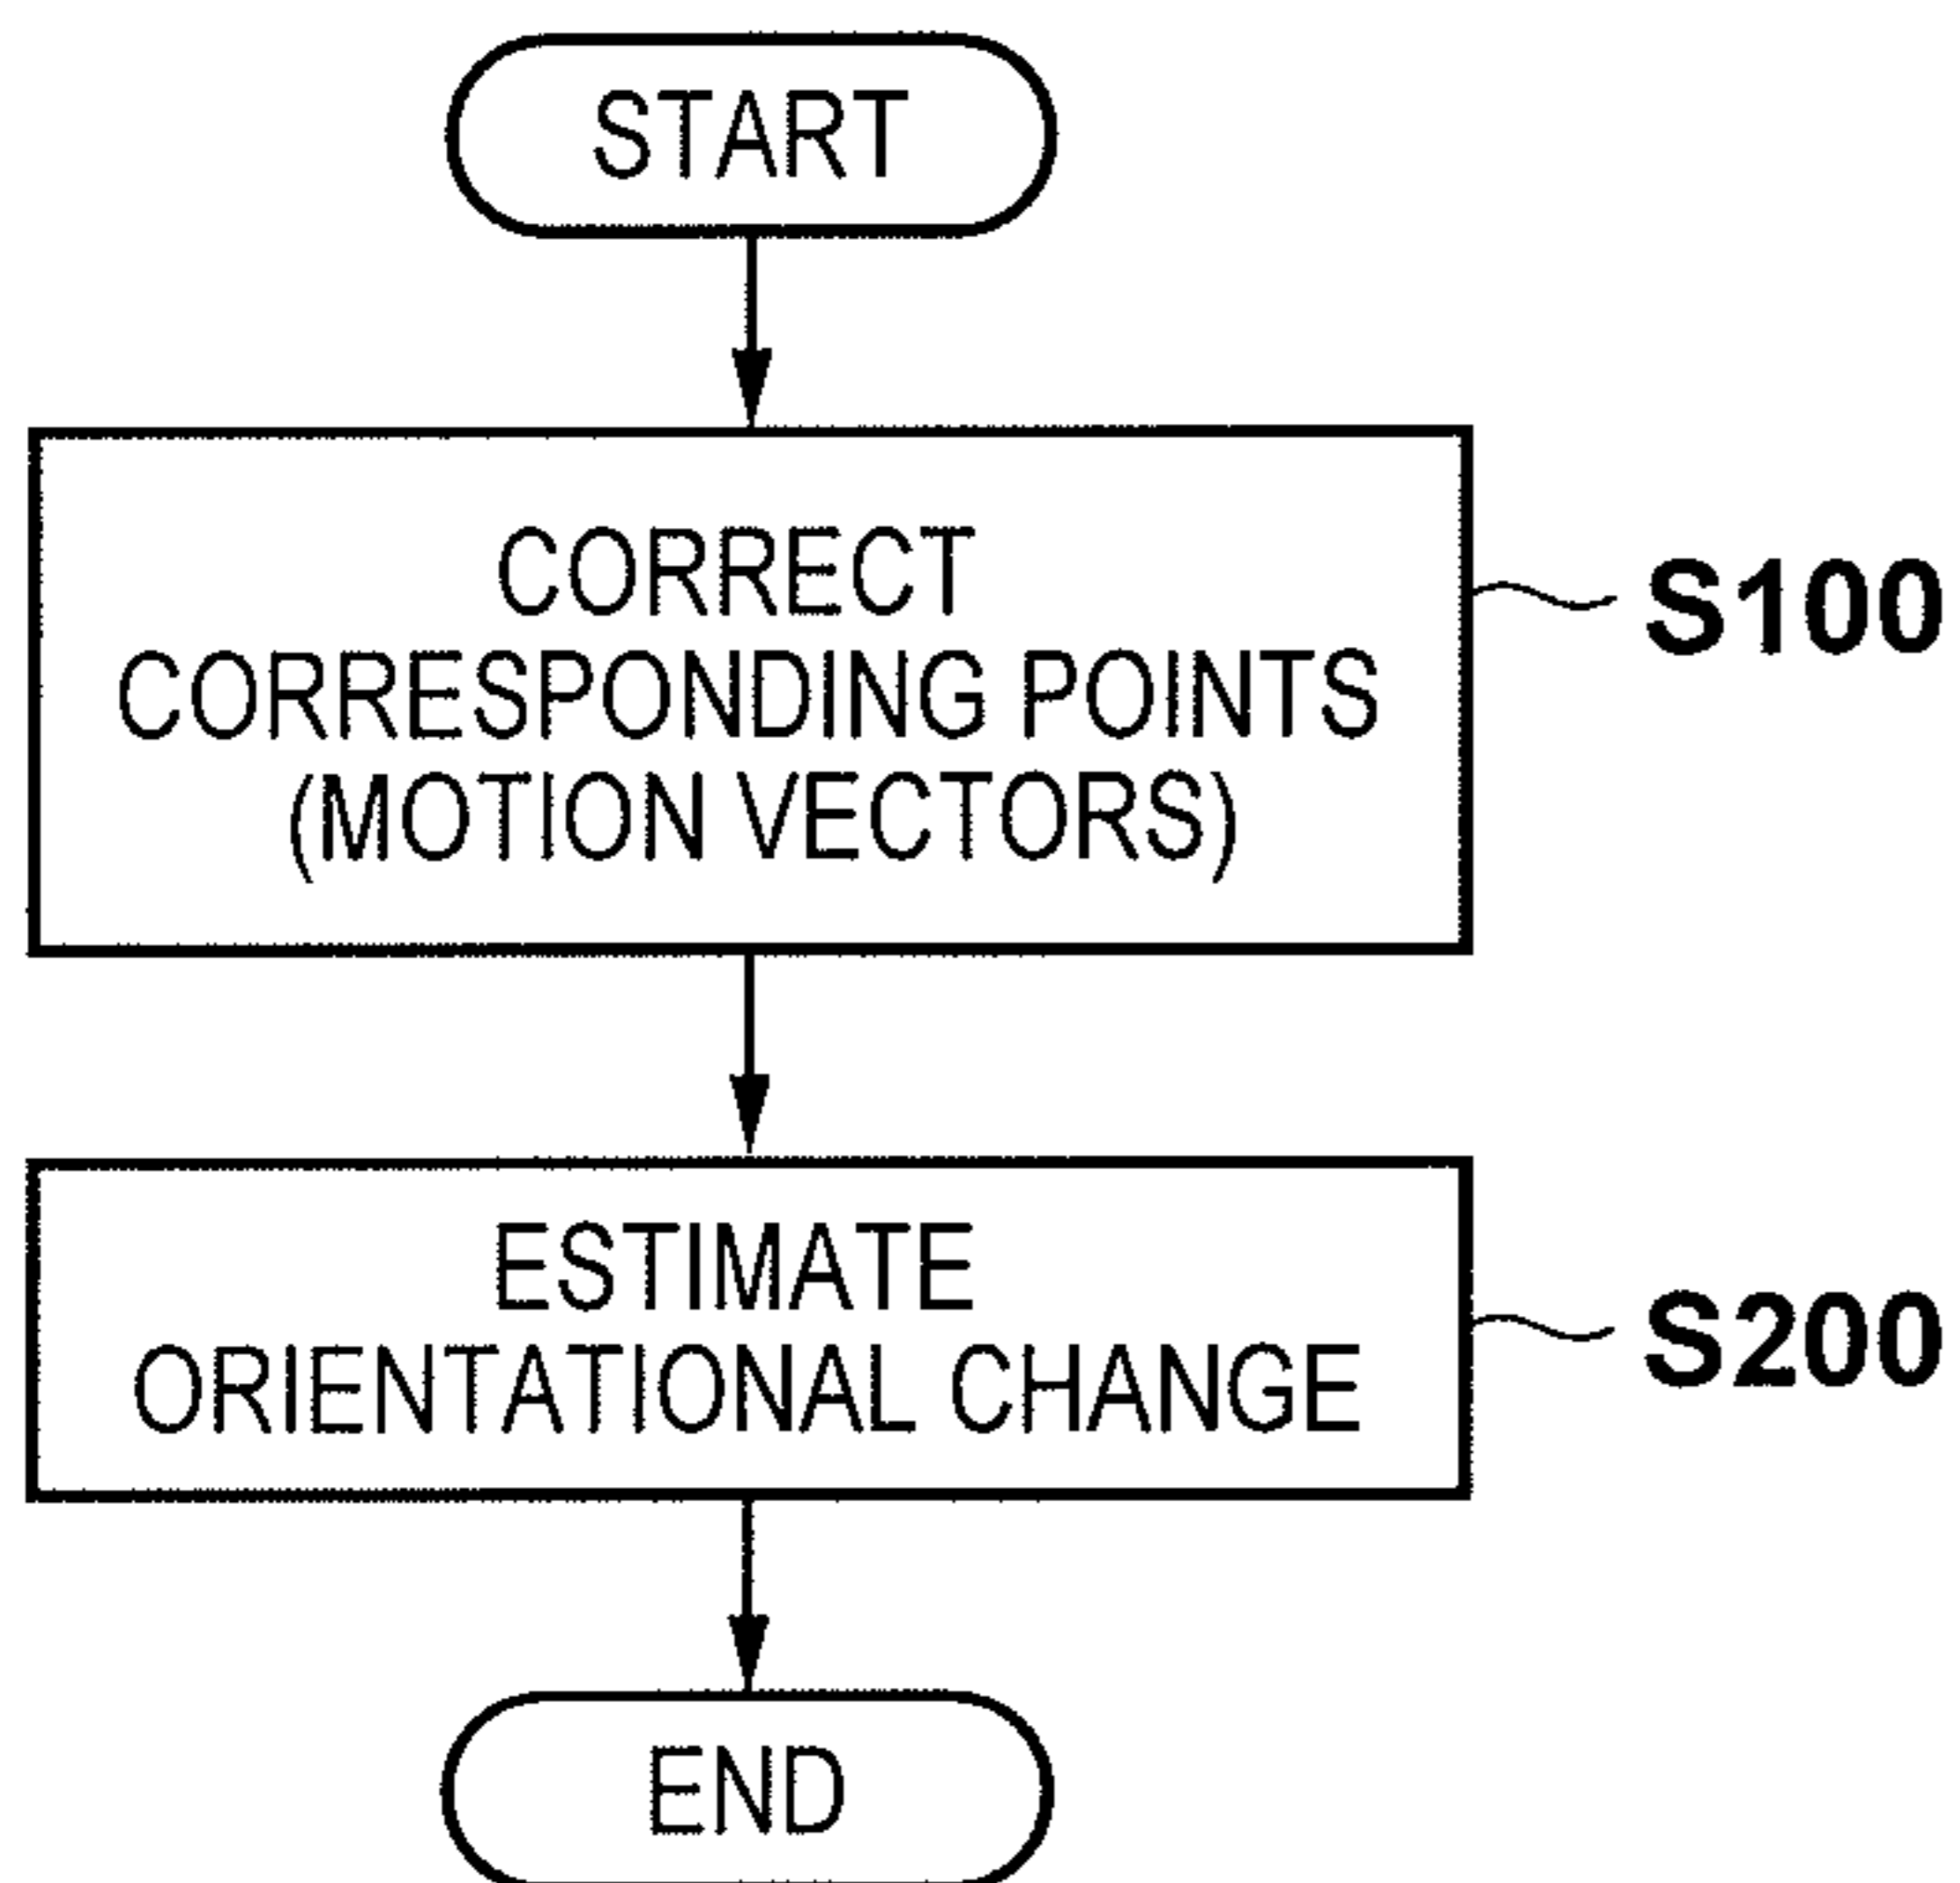 START
CORRECT
CORRESPONDING POINTS
(MOTION VECTORS)
S100
ESTIMATE
ORIENTATIONAL CHANGE
S200
END